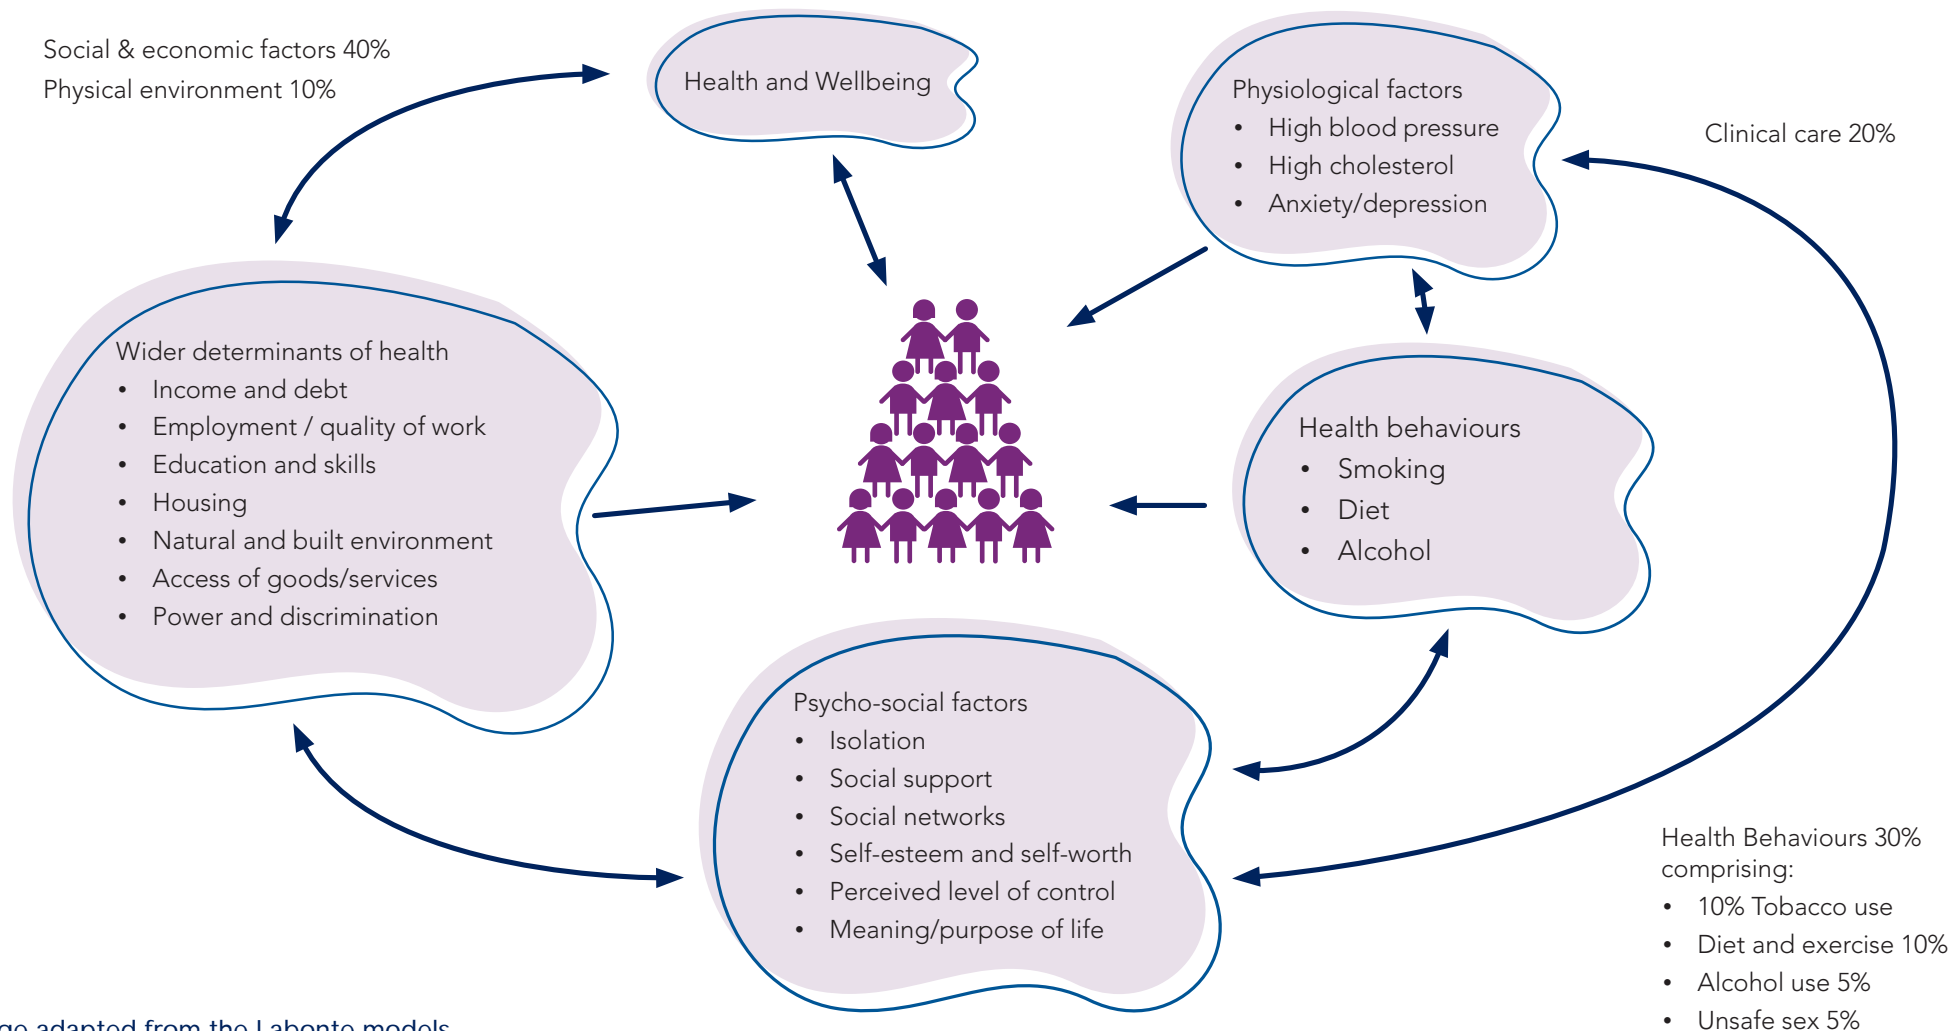 Social & economic factors 40%
Physical environment 10%
Health and Wellbeing
Physiological factors
• High blood pressure
• High cholesterol
• Anxiety/depression
Clinical care 20%
Wider determinants of health
• Income and debt
• Employment / quality of work
• Education and skills
• Housing
• Natural and built environment
• Access of goods/services
• Power and discrimination
Health behaviours
• Smoking
• Diet
• Alcohol
Psycho-social factors
• Isolation
• Social support
• Social networks
• Self-esteem and self-worth
• Perceived level of control
• Meaning/purpose of life
Health Behaviours 30%
comprising:
• 10% Tobacco use
• Diet and exercise 10%
• Alcohol use 5%
• Unsafe sex 5%
adapted from the Labonte models